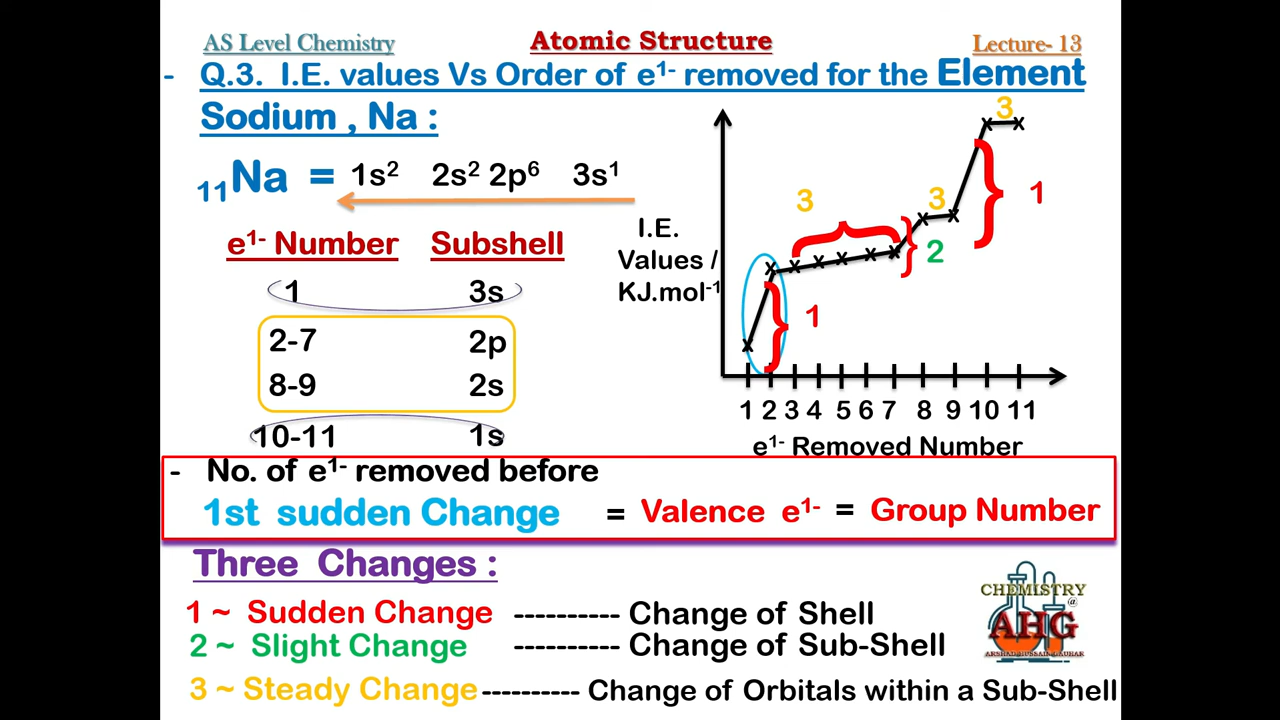 AS Level Chemistry Atomic Structure Lecture- 13
- Q.3. I.E. values Vs Order of e¹⁻ removed for the Element
Sodium , Na :
₁₁Na = 1s² 2s² 2p⁶ 3s¹
e¹⁻ Number Subshell
1 3s
2-7 2p
8-9 2s
10-11 1s
I.E.
Values /
KJ.mol⁻¹
3
3
3
1
2
1
1 2 3 4 5 6 7 8 9 10 11
e¹⁻ Removed Number
- No. of e¹⁻ removed before
1st sudden Change = Valence e¹⁻ = Group Number
Three Changes :
1 ~ Sudden Change ---------- Change of Shell
2 ~ Slight Change ---------- Change of Sub-Shell
3 ~ Steady Change ---------- Change of Orbitals within a Sub-Shell
CHEMISTRY
@
AHG
ARSHAD HUSSAIN GAUHAR